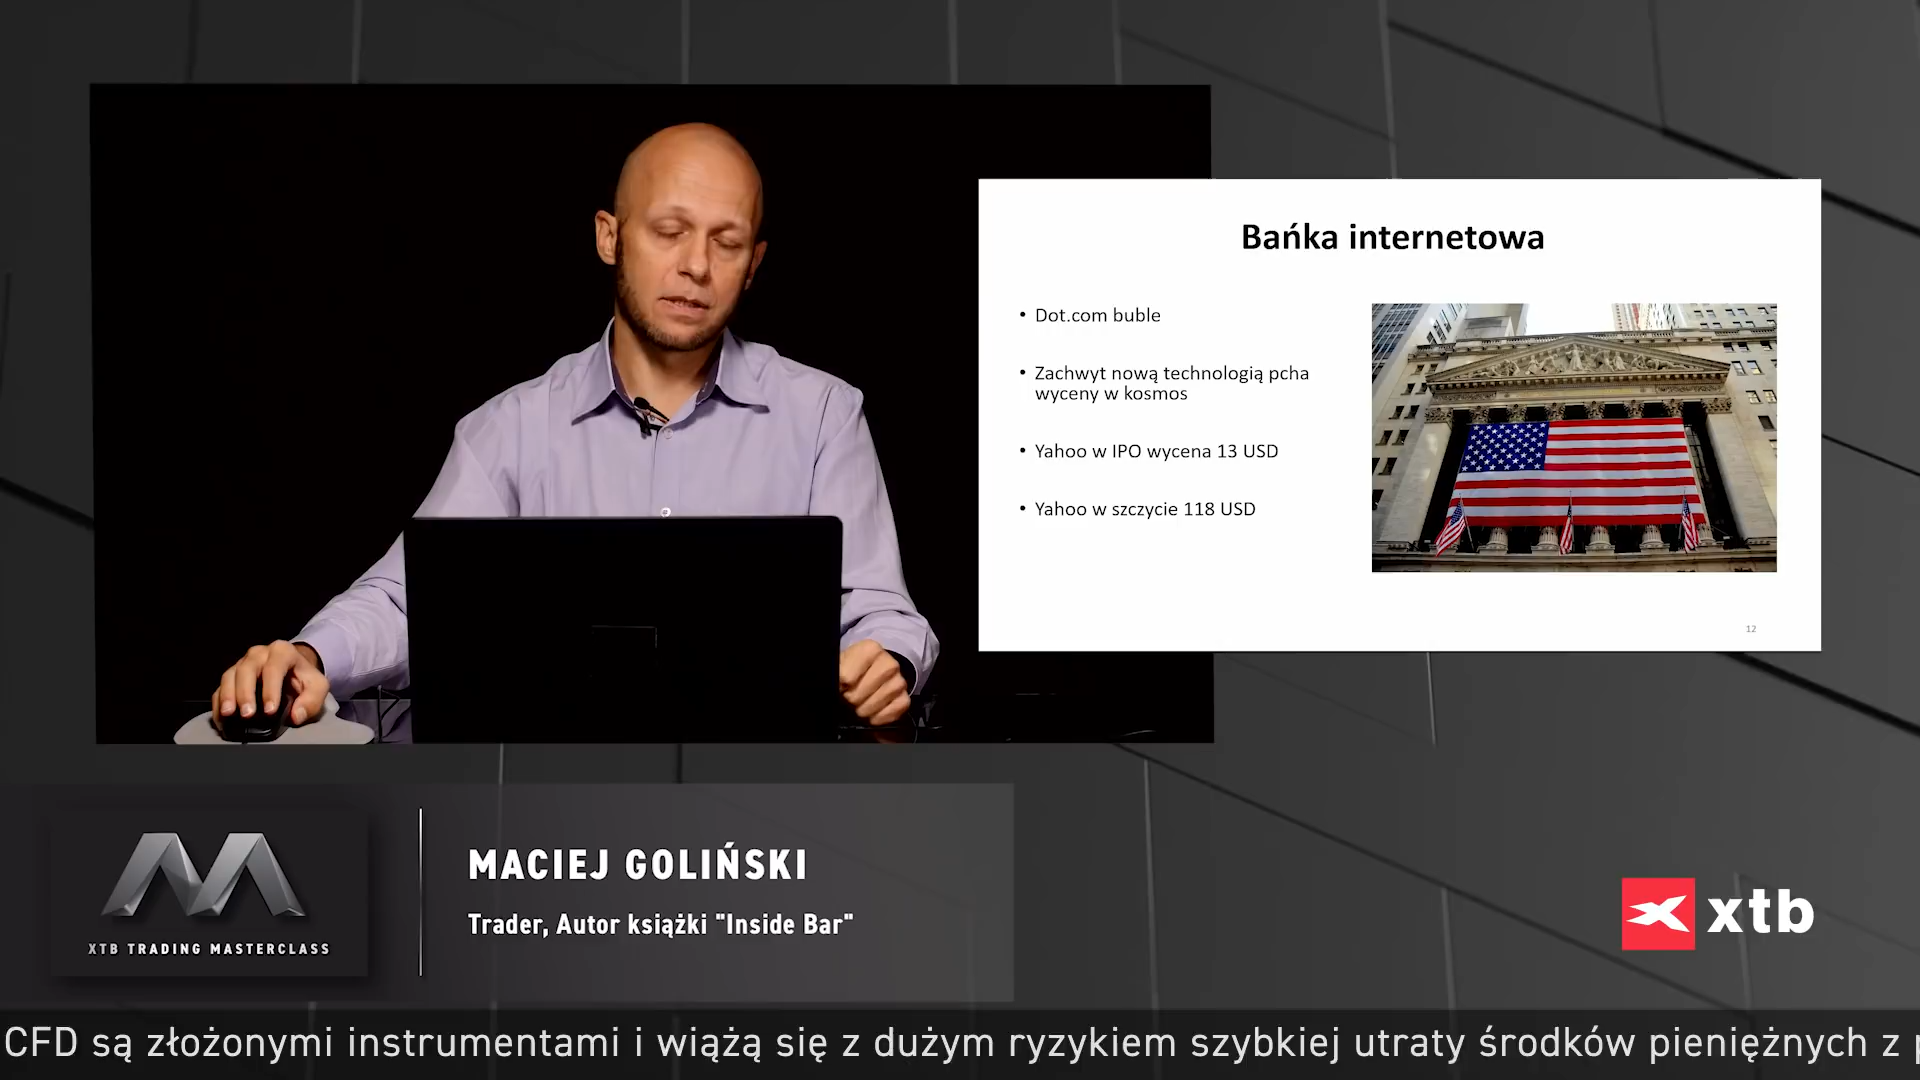 Bańka internetowa
• Dot.com buble
• Zachwyt nową technologią pcha
wyceny w kosmos
• Yahoo w IPO wycena 13 USD
• Yahoo w szczycie 118 USD
12
MACIEJ GOLIŃSKI
Trader, Autor książki "Inside Bar"
XTB TRADING MASTERCLASS
xtb
CFD są złożonymi instrumentami i wiążą się z dużym ryzykiem szybkiej utraty środków pieniężnych z